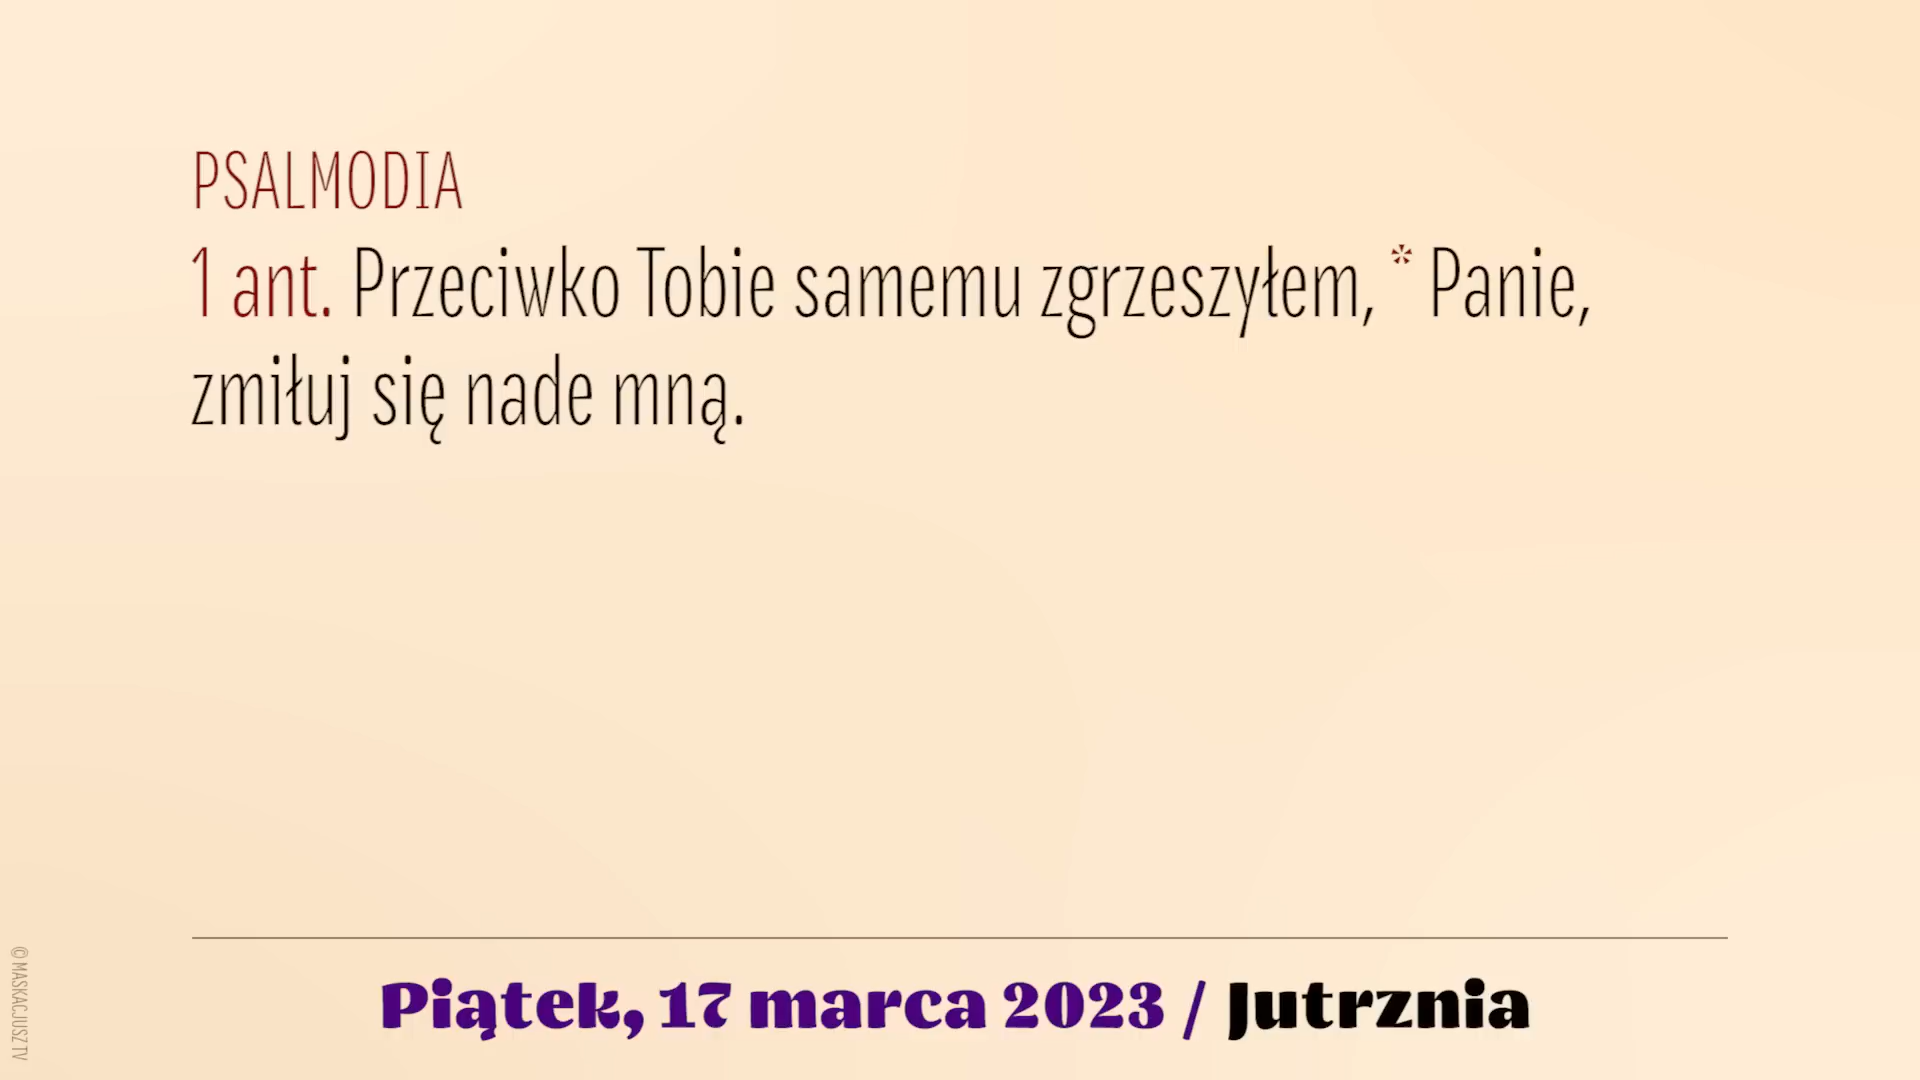 PSALMODIA
1 ant. Przeciwko Tobie samemu zgrzeszyłem, * Panie,
zmiłuj się nade mną.
Piątek, 17 marca 2023 / Jutrznia
© MASKACJUSZ TV